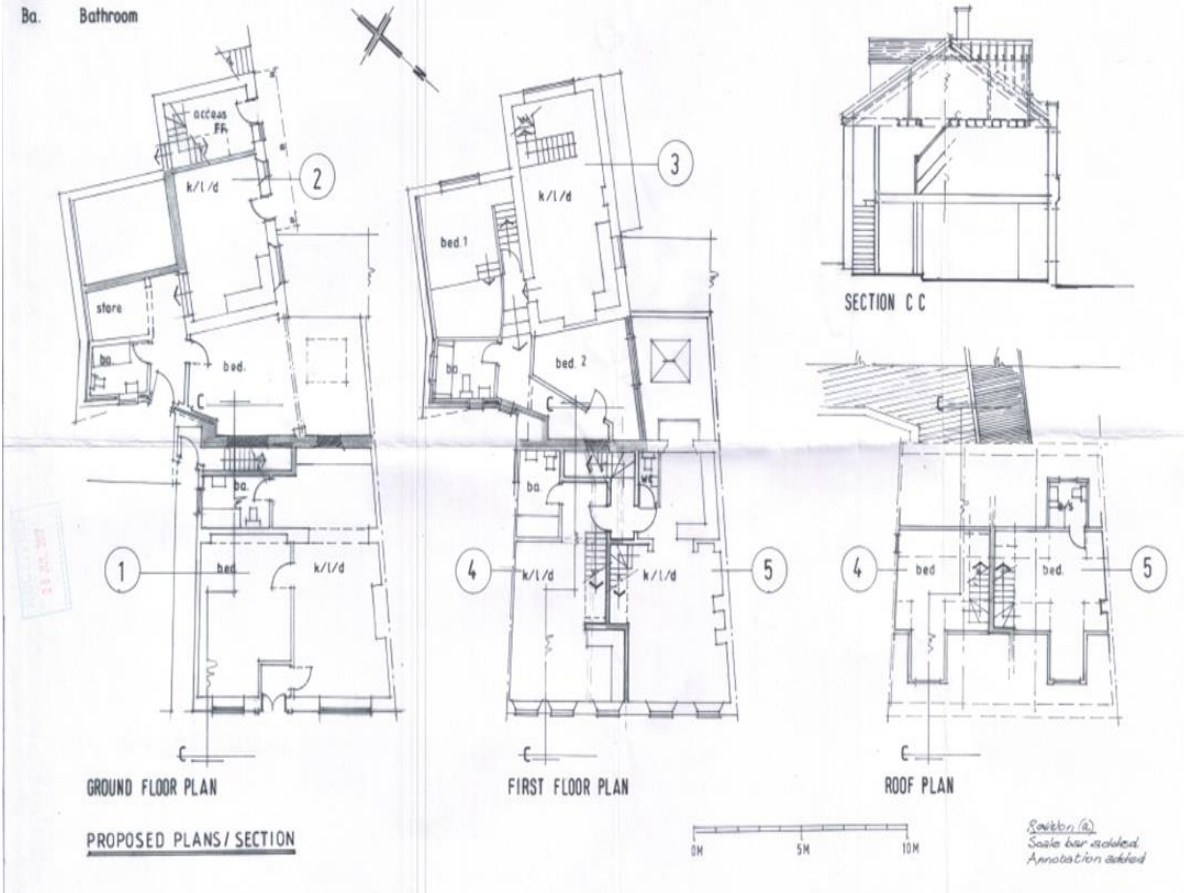 Ba. Bathroom
access
FF
k/l/d
2
store
ba.
bed.
C
ba.
1
bed
k/l/d
C
GROUND FLOOR PLAN
PROPOSED PLANS/SECTION
3
k/l/d
bed.1
ba.
bed. 2
C
ba.
wc
4
k/l/d
k/l/d
5
C
FIRST FLOOR PLAN
SECTION C C
C
4
bed
bed.
5
C
ROOF PLAN
0M 5M 10M
Revision (a)
Scale bar added
Annotation added